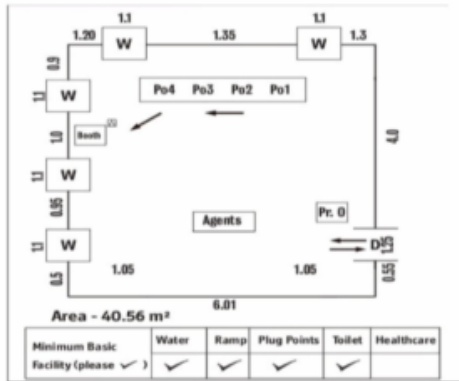 1.1 1.1
1.20 W 1.35 W 1.3
0.9
Po4 Po3 Po2 Po1
1.1 W
Booth
1.0
4.0
1.1 W
0.95
Agents Pr. O
D 1.25
1.1 W
0.5 1.05 1.05 0.55
6.01
Area - 40.56 m²
Minimum Basic Water Ramp Plug Points Toilet Healthcare
Facility (please ✓ ) ✓ ✓ ✓ ✓